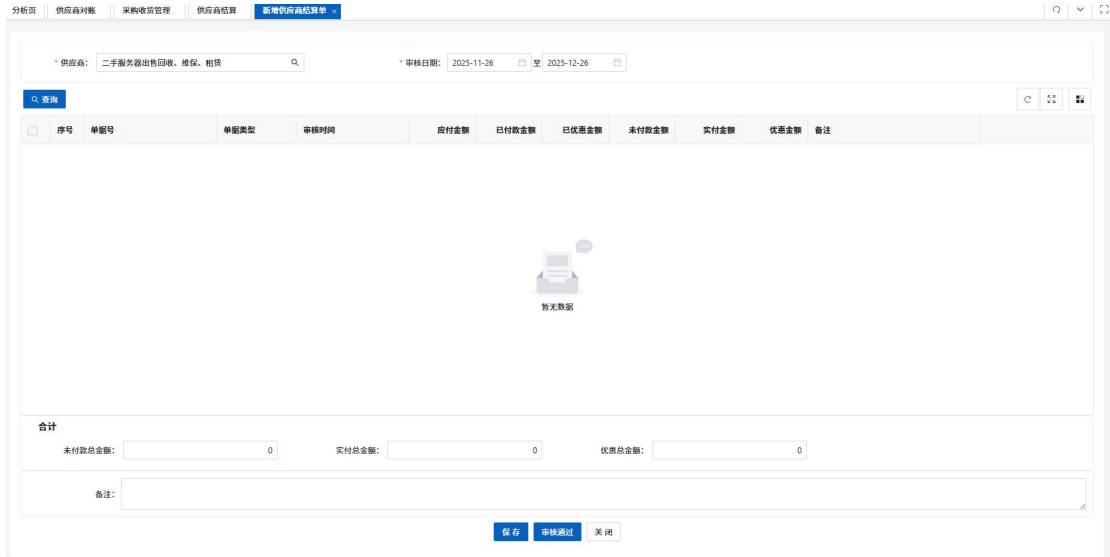 分析页 供应商对账 采购收货管理 供应商结算 新增供应商结算单 ×
* 供应商： 二手服务器出售回收、维保、租赁 * 审核日期： 2025-11-26 至 2025-12-26
查询
序号 单据号 单据类型 审核时间 应付金额 已付款金额 已优惠金额 未付款金额 实付金额 优惠金额 备注
暂无数据
合计
未付款总金额： 0 实付总金额： 0 优惠总金额： 0
备注：
保存 审核通过 关闭